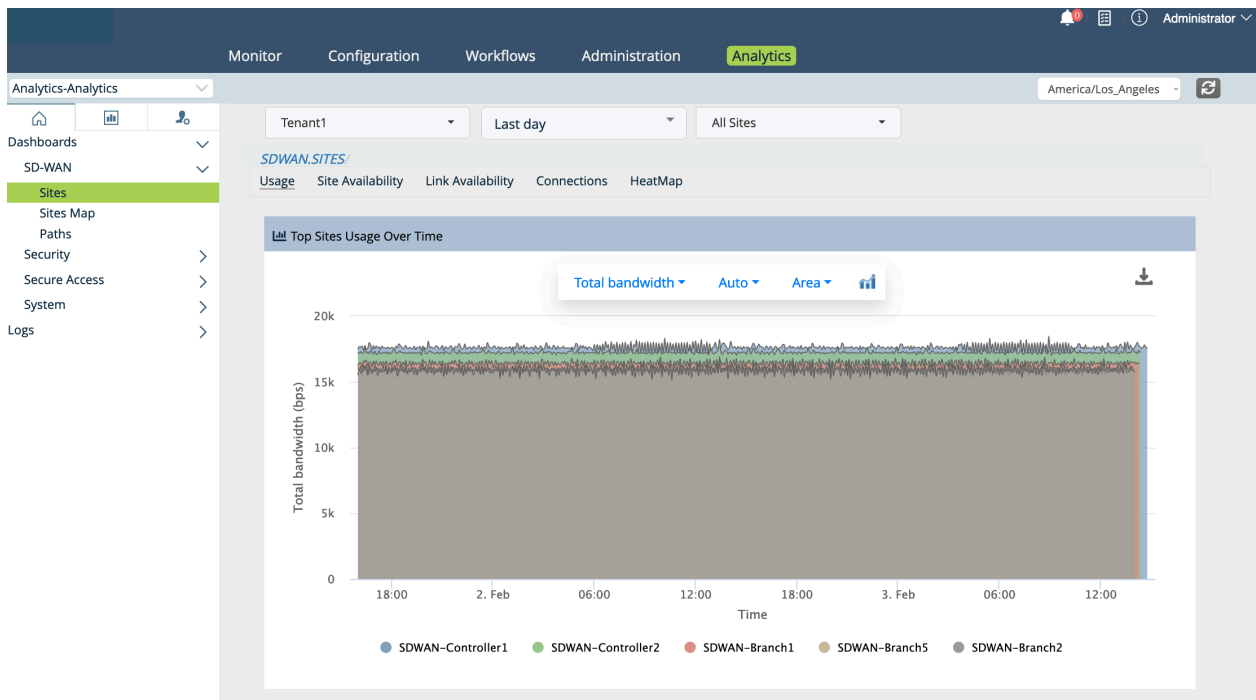 0
Administrator
Monitor Configuration Workflows Administration Analytics
Analytics-Analytics
America/Los_Angeles
Dashboards
SD-WAN
Sites
Sites Map
Paths
Security
Secure Access
System
Logs
Tenant1 Last day All Sites
SDWAN.SITES/
Usage Site Availability Link Availability Connections HeatMap
Top Sites Usage Over Time
Total bandwidth Auto Area
20k
15k
10k
5k
0
Total bandwidth (bps)
18:00 2. Feb 06:00 12:00 18:00 3. Feb 06:00 12:00
Time
SDWAN-Controller1 SDWAN-Controller2 SDWAN-Branch1 SDWAN-Branch5 SDWAN-Branch2